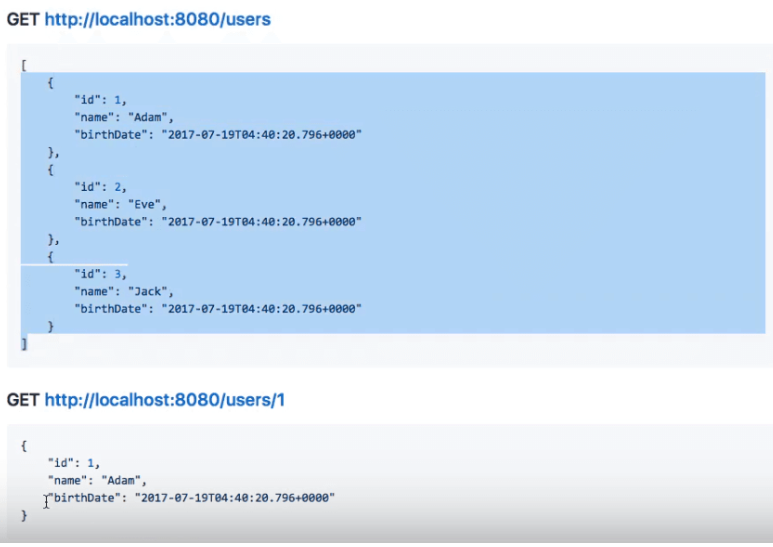 GET http://localhost:8080/users
[
    {
        "id": 1,
        "name": "Adam",
        "birthDate": "2017-07-19T04:40:20.796+0000"
    },
    {
        "id": 2,
        "name": "Eve",
        "birthDate": "2017-07-19T04:40:20.796+0000"
    },
    {
        "id": 3,
        "name": "Jack",
        "birthDate": "2017-07-19T04:40:20.796+0000"
    }
]
GET http://localhost:8080/users/1
{
    "id": 1,
    "name": "Adam",
    "birthDate": "2017-07-19T04:40:20.796+0000"
}